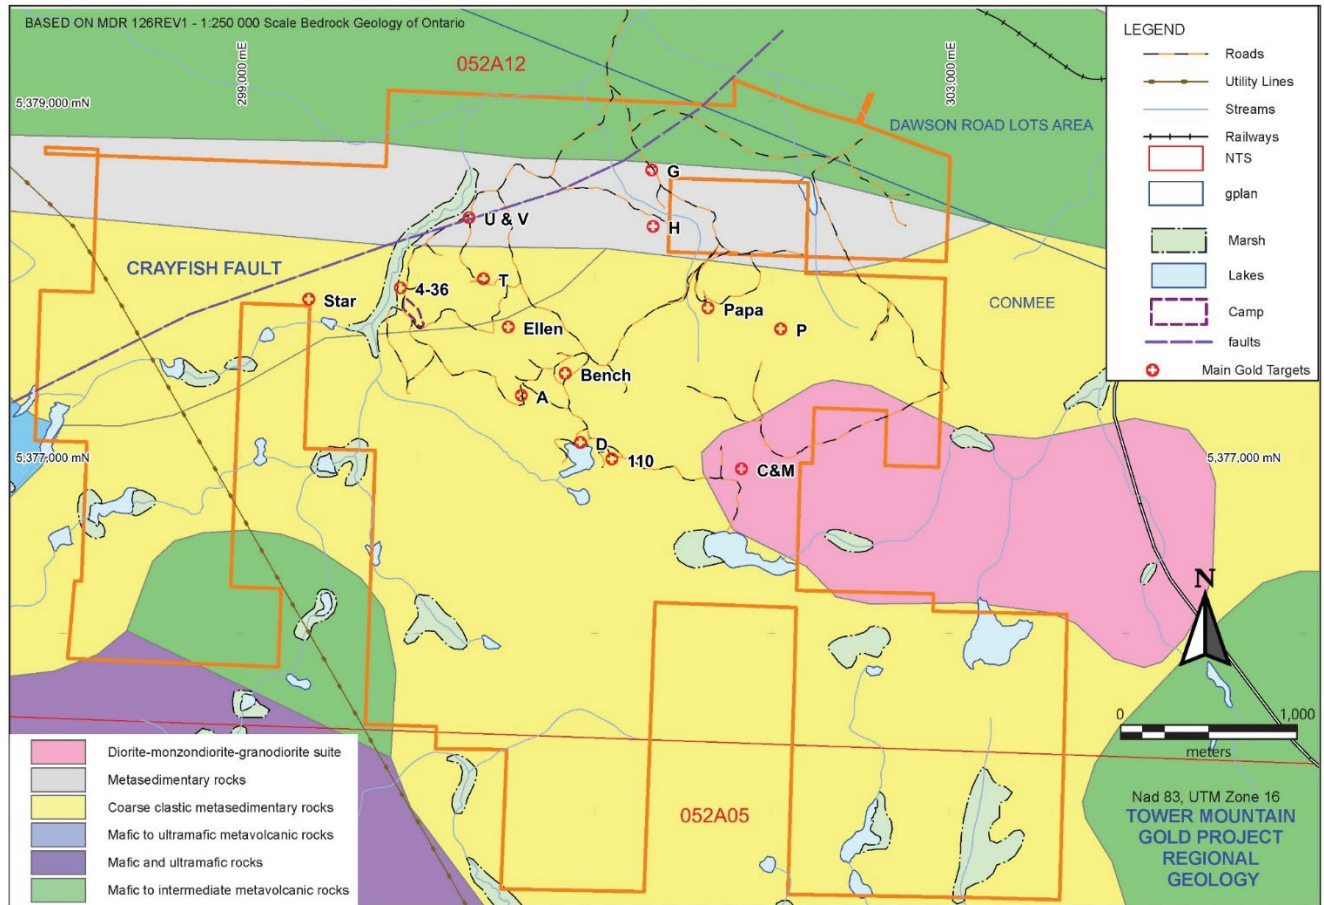 BASED ON MDR 126REV1 - 1:250 000 Scale Bedrock Geology of Ontario
299,000 mE
052A12
303,000 mE
5,379,000 mN
DAWSON ROAD LOTS AREA
LEGEND
Roads
Utility Lines
Streams
Railways
NTS
gplan
Marsh
Lakes
Camp
faults
Main Gold Targets
G
U & V
H
CRAYFISH FAULT
T
4-36
Star
Papa
CONMEE
Ellen
P
Bench
A
D
110
C&M
5,377,000 mN
5,377,000 mN
N
0 1,000
meters
Diorite-monzondiorite-granodiorite suite
Metasedimentary rocks
Coarse clastic metasedimentary rocks
Mafic to ultramafic metavolcanic rocks
Mafic and ultramafic rocks
Mafic to intermediate metavolcanic rocks
052A05
Nad 83, UTM Zone 16
TOWER MOUNTAIN
GOLD PROJECT
REGIONAL
GEOLOGY